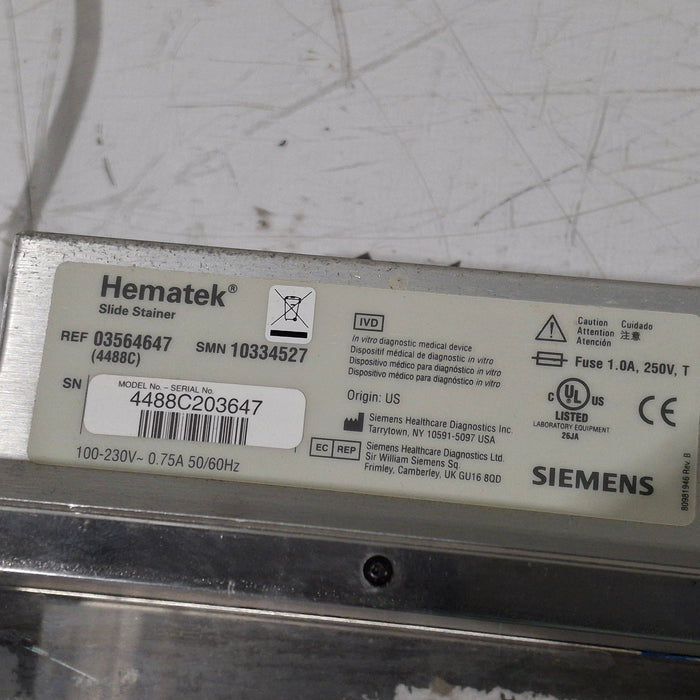 Hematek®
Slide Stainer
REF 03564647
(4488C)
SMN 10334527
SN
MODEL No. – SERIAL No.
4488C203647
100-230V~ 0.75A 50/60Hz
IVD
In vitro diagnostic medical device
Dispositif médical de diagnostic in vitro
Dispositivo médico para diagnóstico in vitro
Dispositivo médico para diagnóstico in vitro
Origin: US
Siemens Healthcare Diagnostics Inc.
Tarrytown, NY 10591-5097 USA
EC REP
Siemens Healthcare Diagnostics Ltd.
Sir William Siemens Sq.
Frimley, Camberley, UK GU16 8QD
Caution Cuidado
Attention 注意
Atención
Fuse 1.0A, 250V, T
C UL US
LISTED
LABORATORY EQUIPMENT
26JA
CE
SIEMENS
80981946 Rev. B